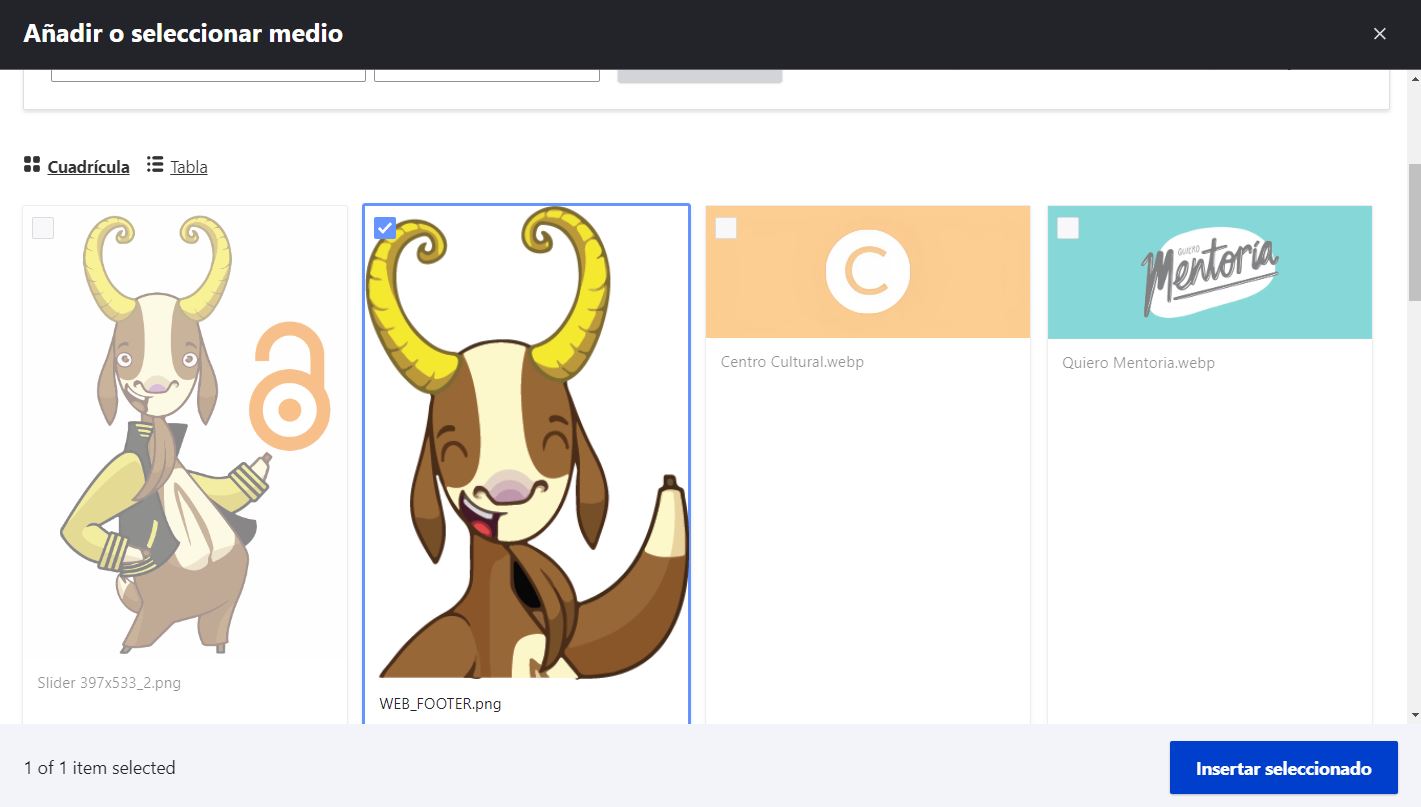 Añadir o seleccionar medio
Cuadrícula
Tabla
QUIERO
Mentoría
C
Slider 397x533_2.png
WEB_FOOTER.png
Centro Cultural.webp
Quiero Mentoria.webp
1 of 1 item selected
Insertar seleccionado